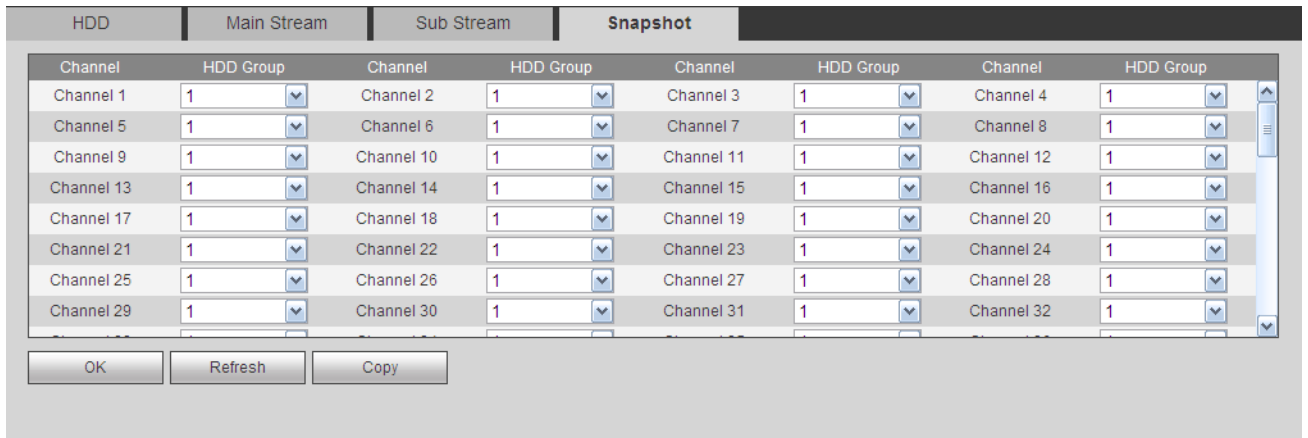 HDD Main Stream Sub Stream Snapshot
Channel HDD Group Channel HDD Group Channel HDD Group Channel HDD Group
Channel 1 1 Channel 2 1 Channel 3 1 Channel 4 1
Channel 5 1 Channel 6 1 Channel 7 1 Channel 8 1
Channel 9 1 Channel 10 1 Channel 11 1 Channel 12 1
Channel 13 1 Channel 14 1 Channel 15 1 Channel 16 1
Channel 17 1 Channel 18 1 Channel 19 1 Channel 20 1
Channel 21 1 Channel 22 1 Channel 23 1 Channel 24 1
Channel 25 1 Channel 26 1 Channel 27 1 Channel 28 1
Channel 29 1 Channel 30 1 Channel 31 1 Channel 32 1
OK Refresh Copy